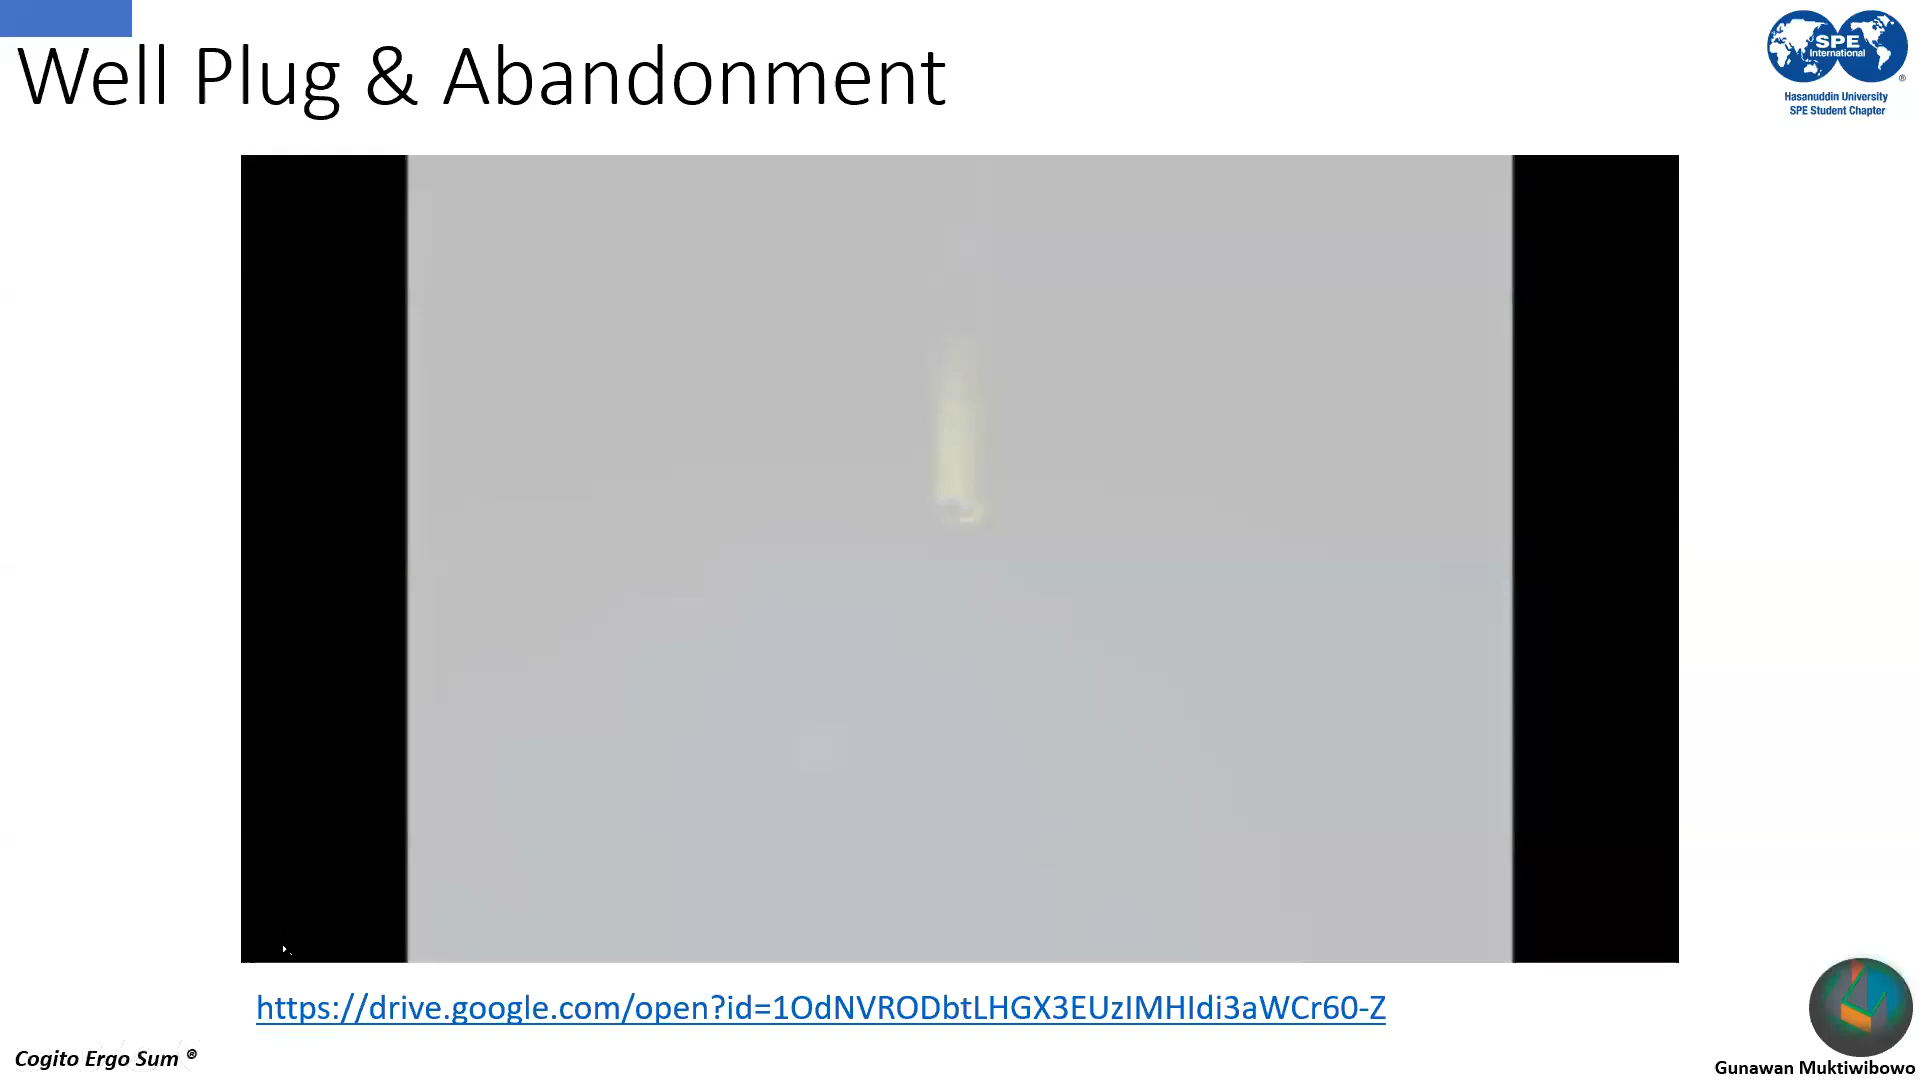 Well Plug & Abandonment
SPE
International
®
Hasanuddin University
SPE Student Chapter
https://drive.google.com/open?id=1OdNVRODbtLHGX3EUzIMHIdi3aWCr60-Z
Cogito Ergo Sum ®
Gunawan Muktiwibowo